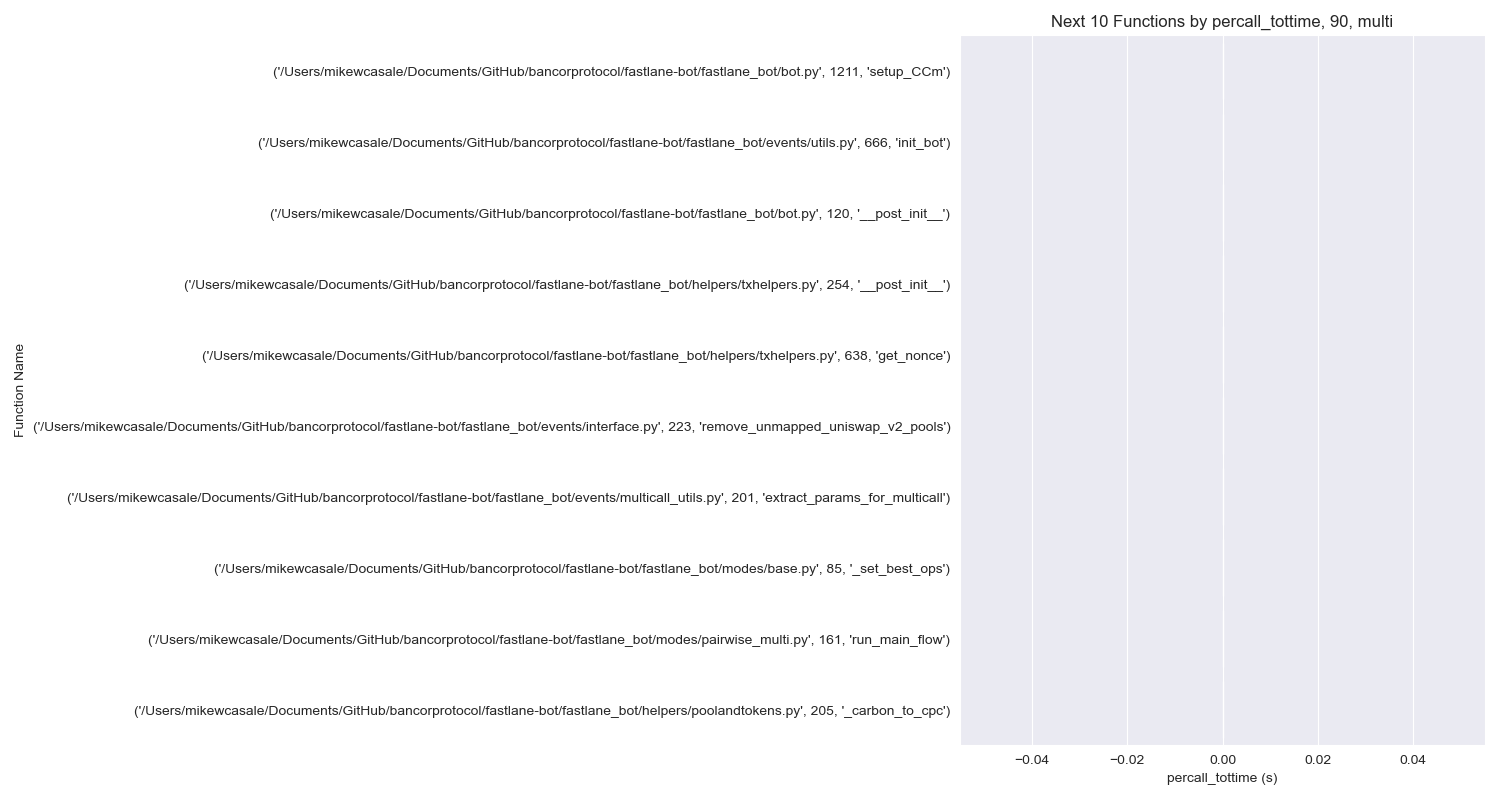 Next 10 Functions by percall_tottime, 90, multi
('/Users/mikewcasale/Documents/GitHub/bancorprotocol/fastlane-bot/fastlane_bot/bot.py', 1211, 'setup_CCm')
('/Users/mikewcasale/Documents/GitHub/bancorprotocol/fastlane-bot/fastlane_bot/events/utils.py', 666, 'init_bot')
('/Users/mikewcasale/Documents/GitHub/bancorprotocol/fastlane-bot/fastlane_bot/bot.py', 120, '__post_init__')
('/Users/mikewcasale/Documents/GitHub/bancorprotocol/fastlane-bot/fastlane_bot/helpers/txhelpers.py', 254, '__post_init__')
('/Users/mikewcasale/Documents/GitHub/bancorprotocol/fastlane-bot/fastlane_bot/helpers/txhelpers.py', 638, 'get_nonce')
Function Name
('/Users/mikewcasale/Documents/GitHub/bancorprotocol/fastlane-bot/fastlane_bot/events/interface.py', 223, 'remove_unmapped_uniswap_v2_pools')
('/Users/mikewcasale/Documents/GitHub/bancorprotocol/fastlane-bot/fastlane_bot/events/multicall_utils.py', 201, 'extract_params_for_multicall')
('/Users/mikewcasale/Documents/GitHub/bancorprotocol/fastlane-bot/fastlane_bot/modes/base.py', 85, '_set_best_ops')
('/Users/mikewcasale/Documents/GitHub/bancorprotocol/fastlane-bot/fastlane_bot/modes/pairwise_multi.py', 161, 'run_main_flow')
('/Users/mikewcasale/Documents/GitHub/bancorprotocol/fastlane-bot/fastlane_bot/helpers/poolandtokens.py', 205, '_carbon_to_cpc')
−0.04 −0.02 0.00 0.02 0.04
percall_tottime (s)